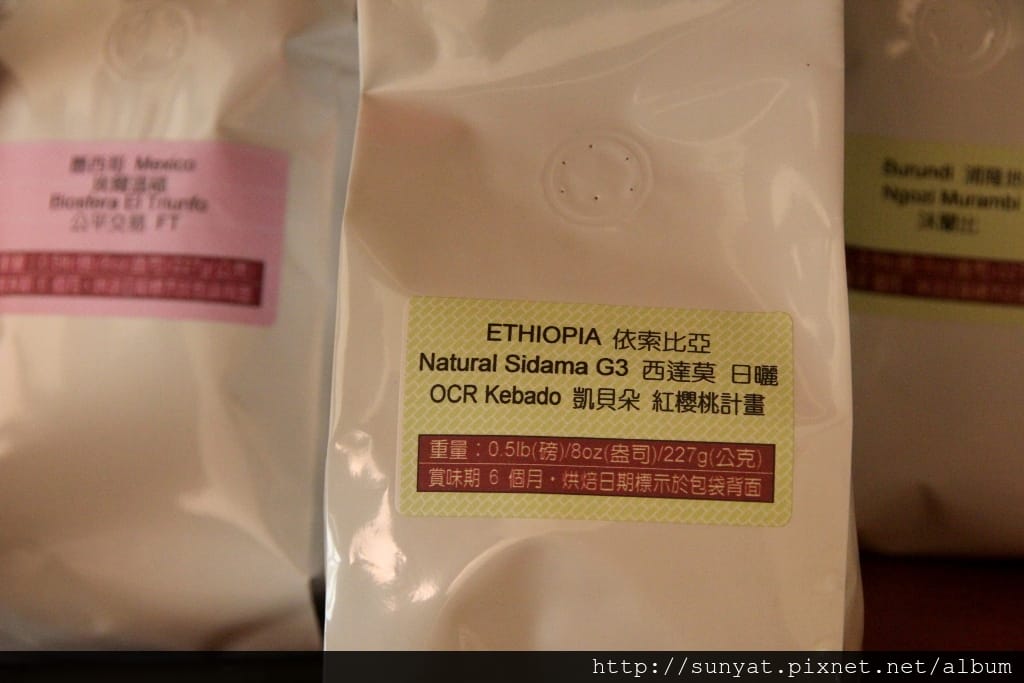 墨西哥 Mexico
Biosfera El Triunfo
公平交易 FT
ETHIOPIA 依索比亞
Natural Sidama G3 西達莫 日曬
OCR Kebado 凱貝朵 紅櫻桃計畫
重量：0.5lb(磅)/8oz(盎司)/227g(公克)
賞味期 6 個月，烘焙日期標示於包袋背面
Burundi 浦隆地
Ngozi Murambi
沐蘭比
http://sunyat.pixnet.net/album